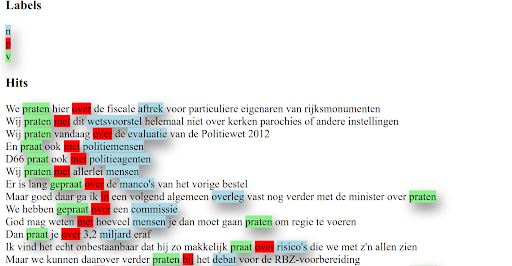 Labels
n
p
v
Hits
We praten hier over de fiscale aftrek voor particuliere eigenaren van rijksmonumenten
Wij praten met dit wetsvoorstel helemaal niet over kerken parochies of andere instellingen
Wij praten vandaag over de evaluatie van de Politiewet 2012
En praat ook met politiemensen
D66 praat ook met politieagenten
Wij praten met allerlei mensen
Er is lang gepraat over de manco's van het vorige bestel
Maar goed daar ga ik in een volgend algemeen overleg vast nog verder met de minister over praten
We hebben gepraat over een commissie
God mag weten met hoeveel mensen je dan moet gaan praten om regie te voeren
Dan praat je over 3,2 miljard eraf
Ik vind het echt onbestaanbaar dat hij zo makkelijk praat over risico's die we met z'n allen zien
Maar we kunnen daarover verder praten bij het debat voor de RBZ-voorbereiding